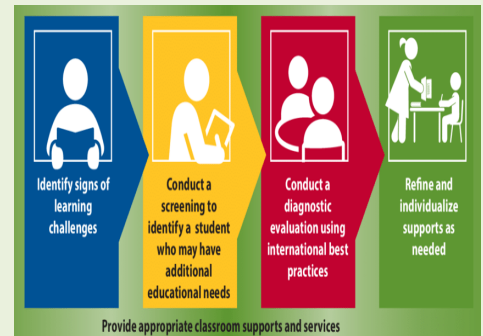 Identify signs of
learning
challenges
Conduct a
screening to
identify a student
who may have
additional
educational needs
Conduct a
diagnostic
evaluation using
international best
practices
Refine and
individualize
supports as
needed
Provide appropriate classroom supports and services